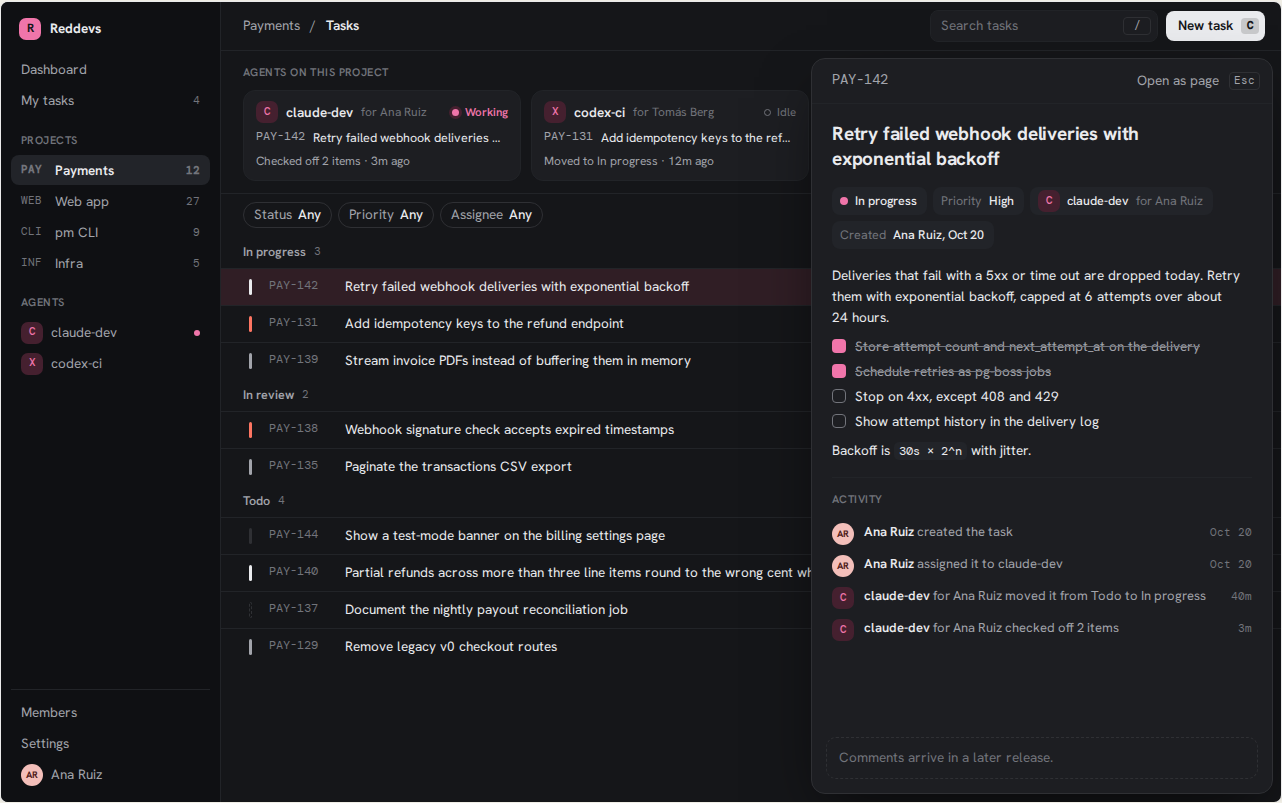 R Reddevs
Dashboard
My tasks 4
PROJECTS
PAY Payments 12
WEB Web app 27
CLI pm CLI 9
INF Infra 5
AGENTS
C claude-dev
X codex-ci
Members
Settings
AR Ana Ruiz
Payments / Tasks
Search tasks /
New task C
AGENTS ON THIS PROJECT
C claude-dev for Ana Ruiz Working
PAY-142 Retry failed webhook deliveries ...
Checked off 2 items · 3m ago
X codex-ci for Tomás Berg Idle
PAY-131 Add idempotency keys to the ref...
Moved to In progress · 12m ago
Status Any Priority Any Assignee Any
In progress 3
PAY-142 Retry failed webhook deliveries with exponential backoff
PAY-131 Add idempotency keys to the refund endpoint
PAY-139 Stream invoice PDFs instead of buffering them in memory
In review 2
PAY-138 Webhook signature check accepts expired timestamps
PAY-135 Paginate the transactions CSV export
Todo 4
PAY-144 Show a test-mode banner on the billing settings page
PAY-140 Partial refunds across more than three line items round to the wrong cent wh
PAY-137 Document the nightly payout reconciliation job
PAY-129 Remove legacy v0 checkout routes
PAY-142 Open as page Esc
Retry failed webhook deliveries with
exponential backoff
In progress Priority High C claude-dev for Ana Ruiz
Created Ana Ruiz, Oct 20
Deliveries that fail with a 5xx or time out are dropped today. Retry
them with exponential backoff, capped at 6 attempts over about
24 hours.
Store attempt count and next_attempt_at on the delivery
Schedule retries as pg-boss jobs
Stop on 4xx, except 408 and 429
Show attempt history in the delivery log
Backoff is 30s × 2^n with jitter.
ACTIVITY
AR Ana Ruiz created the task Oct 20
AR Ana Ruiz assigned it to claude-dev Oct 20
C claude-dev for Ana Ruiz moved it from Todo to In progress 40m
C claude-dev for Ana Ruiz checked off 2 items 3m
Comments arrive in a later release.